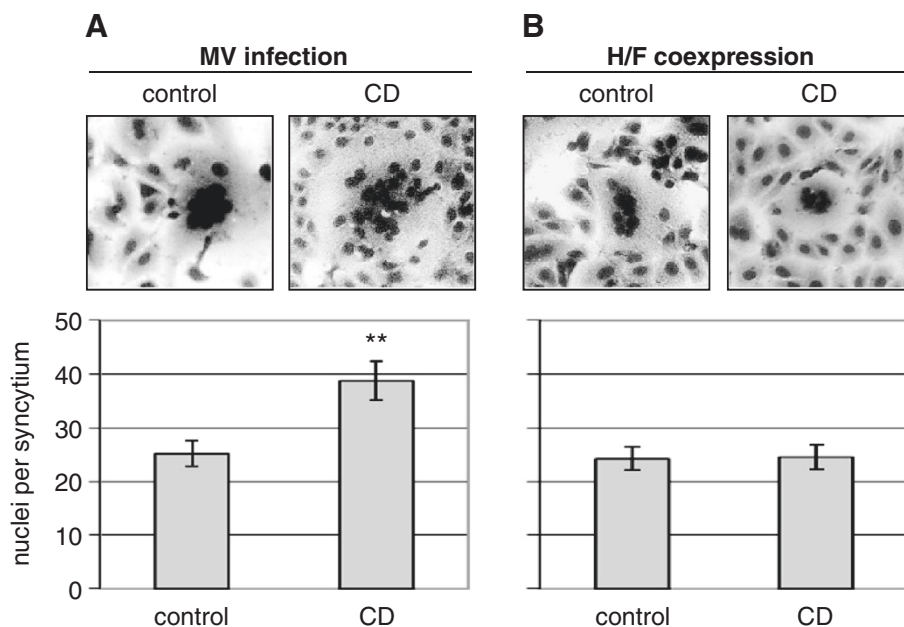 A
MV infection
control CD
B
H/F coexpression
control CD
nuclei per syncytium
50
40
30
20
10
0
**
control CD
control CD